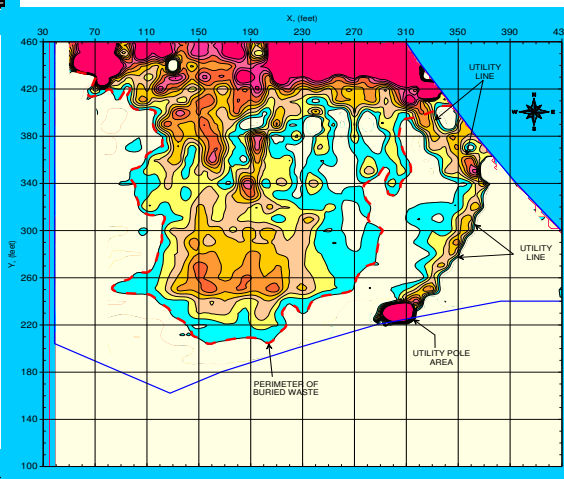 X, (feet)
30 70 110 150 190 230 270 310 350 390 43
460
420
380
340
300
260
220
180
140
100
Y, (feet)
UTILITY
LINE
N
W E
S
UTILITY
LINE
UTILITY POLE
AREA
PERIMETER OF
BURIED WASTE